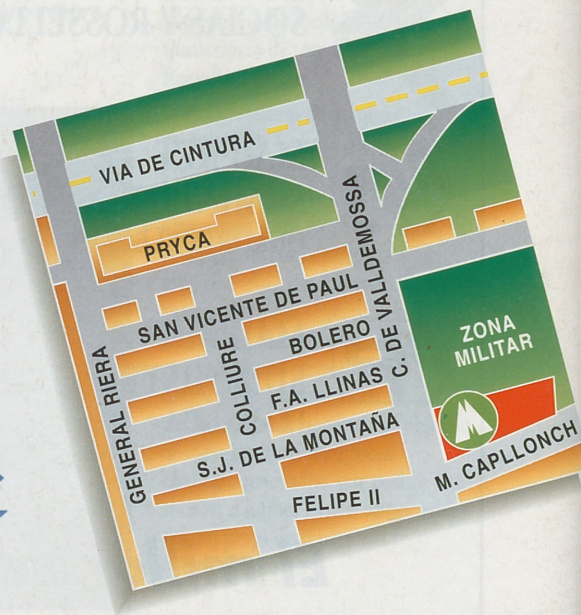 VIA DE CINTURA
PRYCA
C. DE VALLDEMOSSA
SAN VICENTE DE PAUL
BOLERO
ZONA
MILITAR
GENERAL RIERA
COLLIURE
F.A. LLINAS
S.J. DE LA MONTAÑA
M
FELIPE II
M. CAPLLONCH